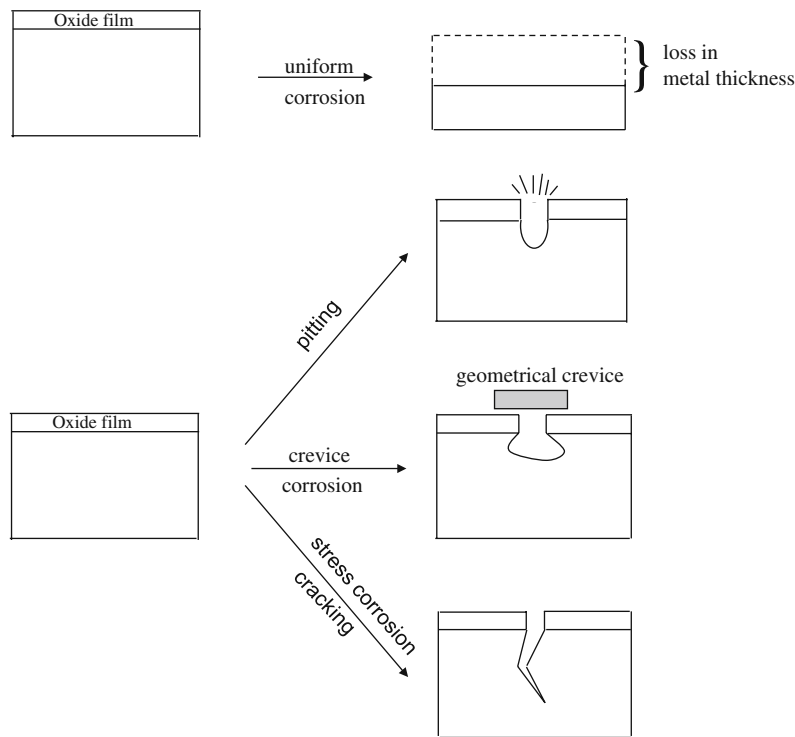 Oxide film
uniform
corrosion
loss in
metal thickness
pitting
geometrical crevice
Oxide film
crevice
corrosion
stress corrosion
cracking